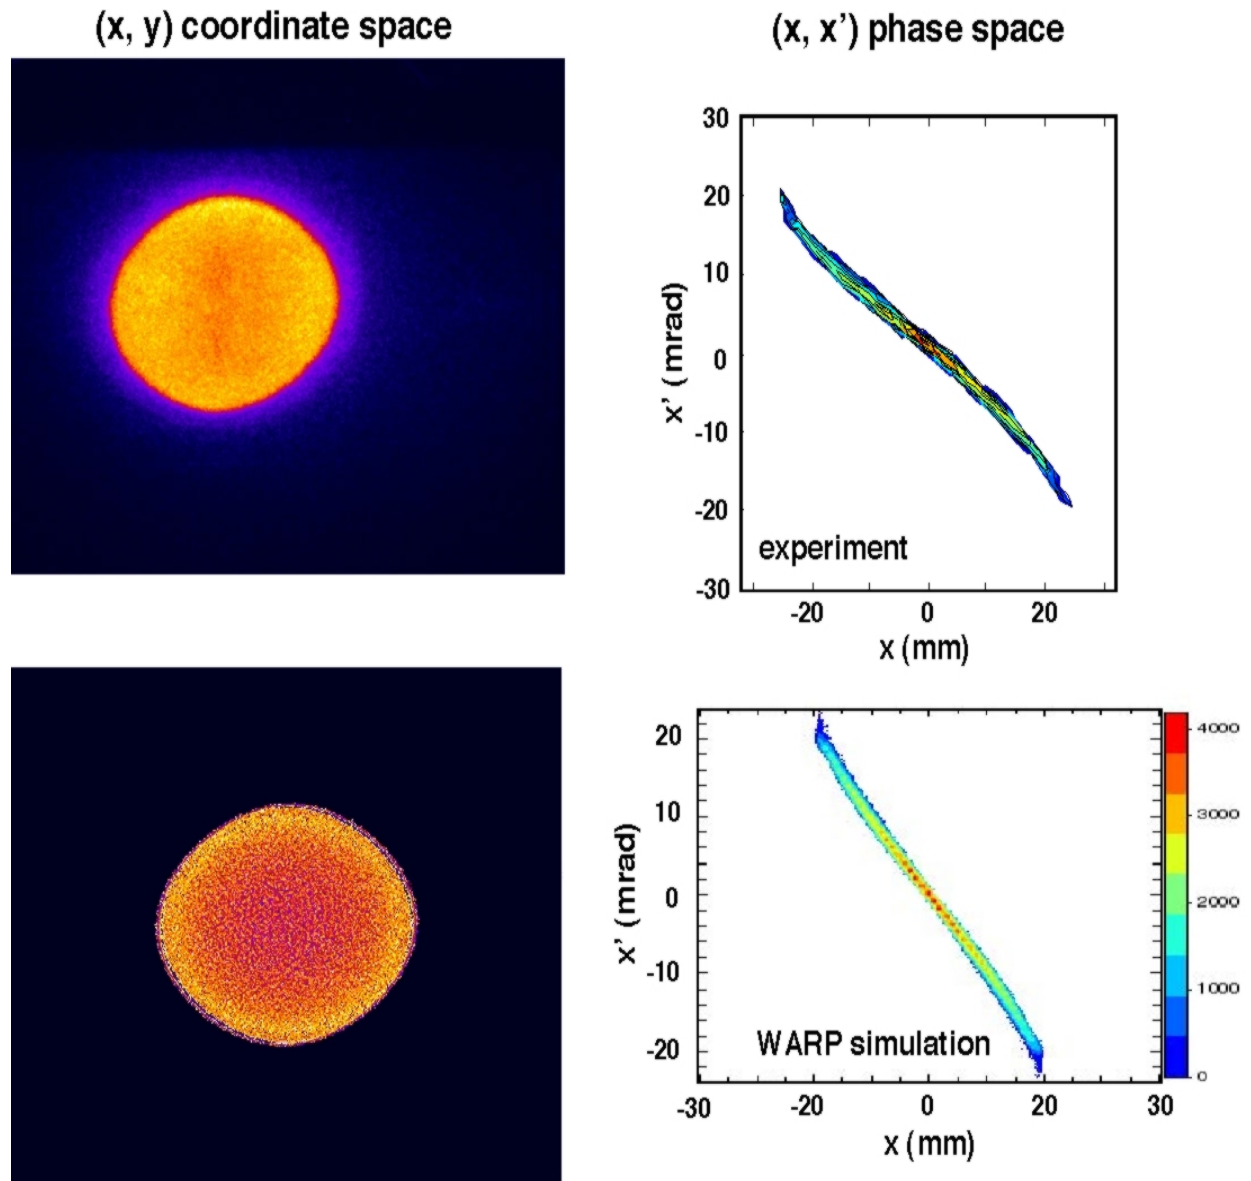 (x, y) coordinate space
(x, x') phase space
30
20
10
0
-10
-20
-30
x' (mrad)
experiment
-20 0 20
x (mm)
20
10
0
-10
-20
x' (mrad)
WARP simulation
4000
3000
2000
1000
0
-30 -20 0 20 30
x (mm)